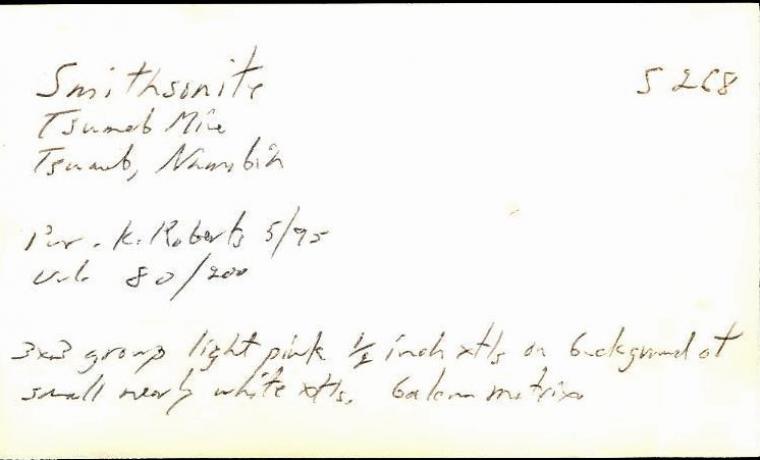 Smithsonite S 268
Tsumeb Mine
Tsumeb, Namibia
Pur. K. Roberts 5/95
Val. 80/200
3x3 group light pink 1/2 inch xtls on background of
small nearly white xtls. Galena matrix